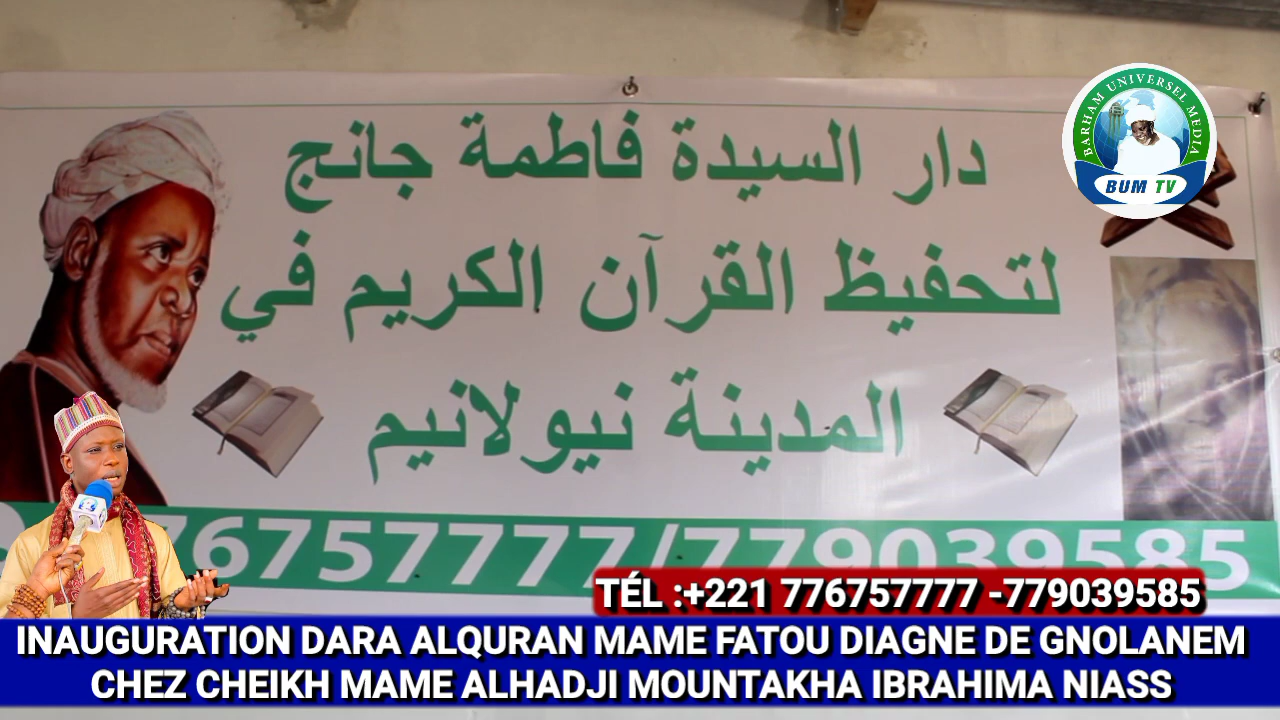 دار السيدة فاطمة جانج
لتحفيظ القرآن الكريم في
المدينة نيولانيم
76757777/779039585
BARHAM UNIVERSEL MEDIA
BUM TV
TÉL :+221 776757777 -779039585
INAUGURATION DARA ALQURAN MAME FATOU DIAGNE DE GNOLANEM
CHEZ CHEIKH MAME ALHADJI MOUNTAKHA IBRAHIMA NIASS